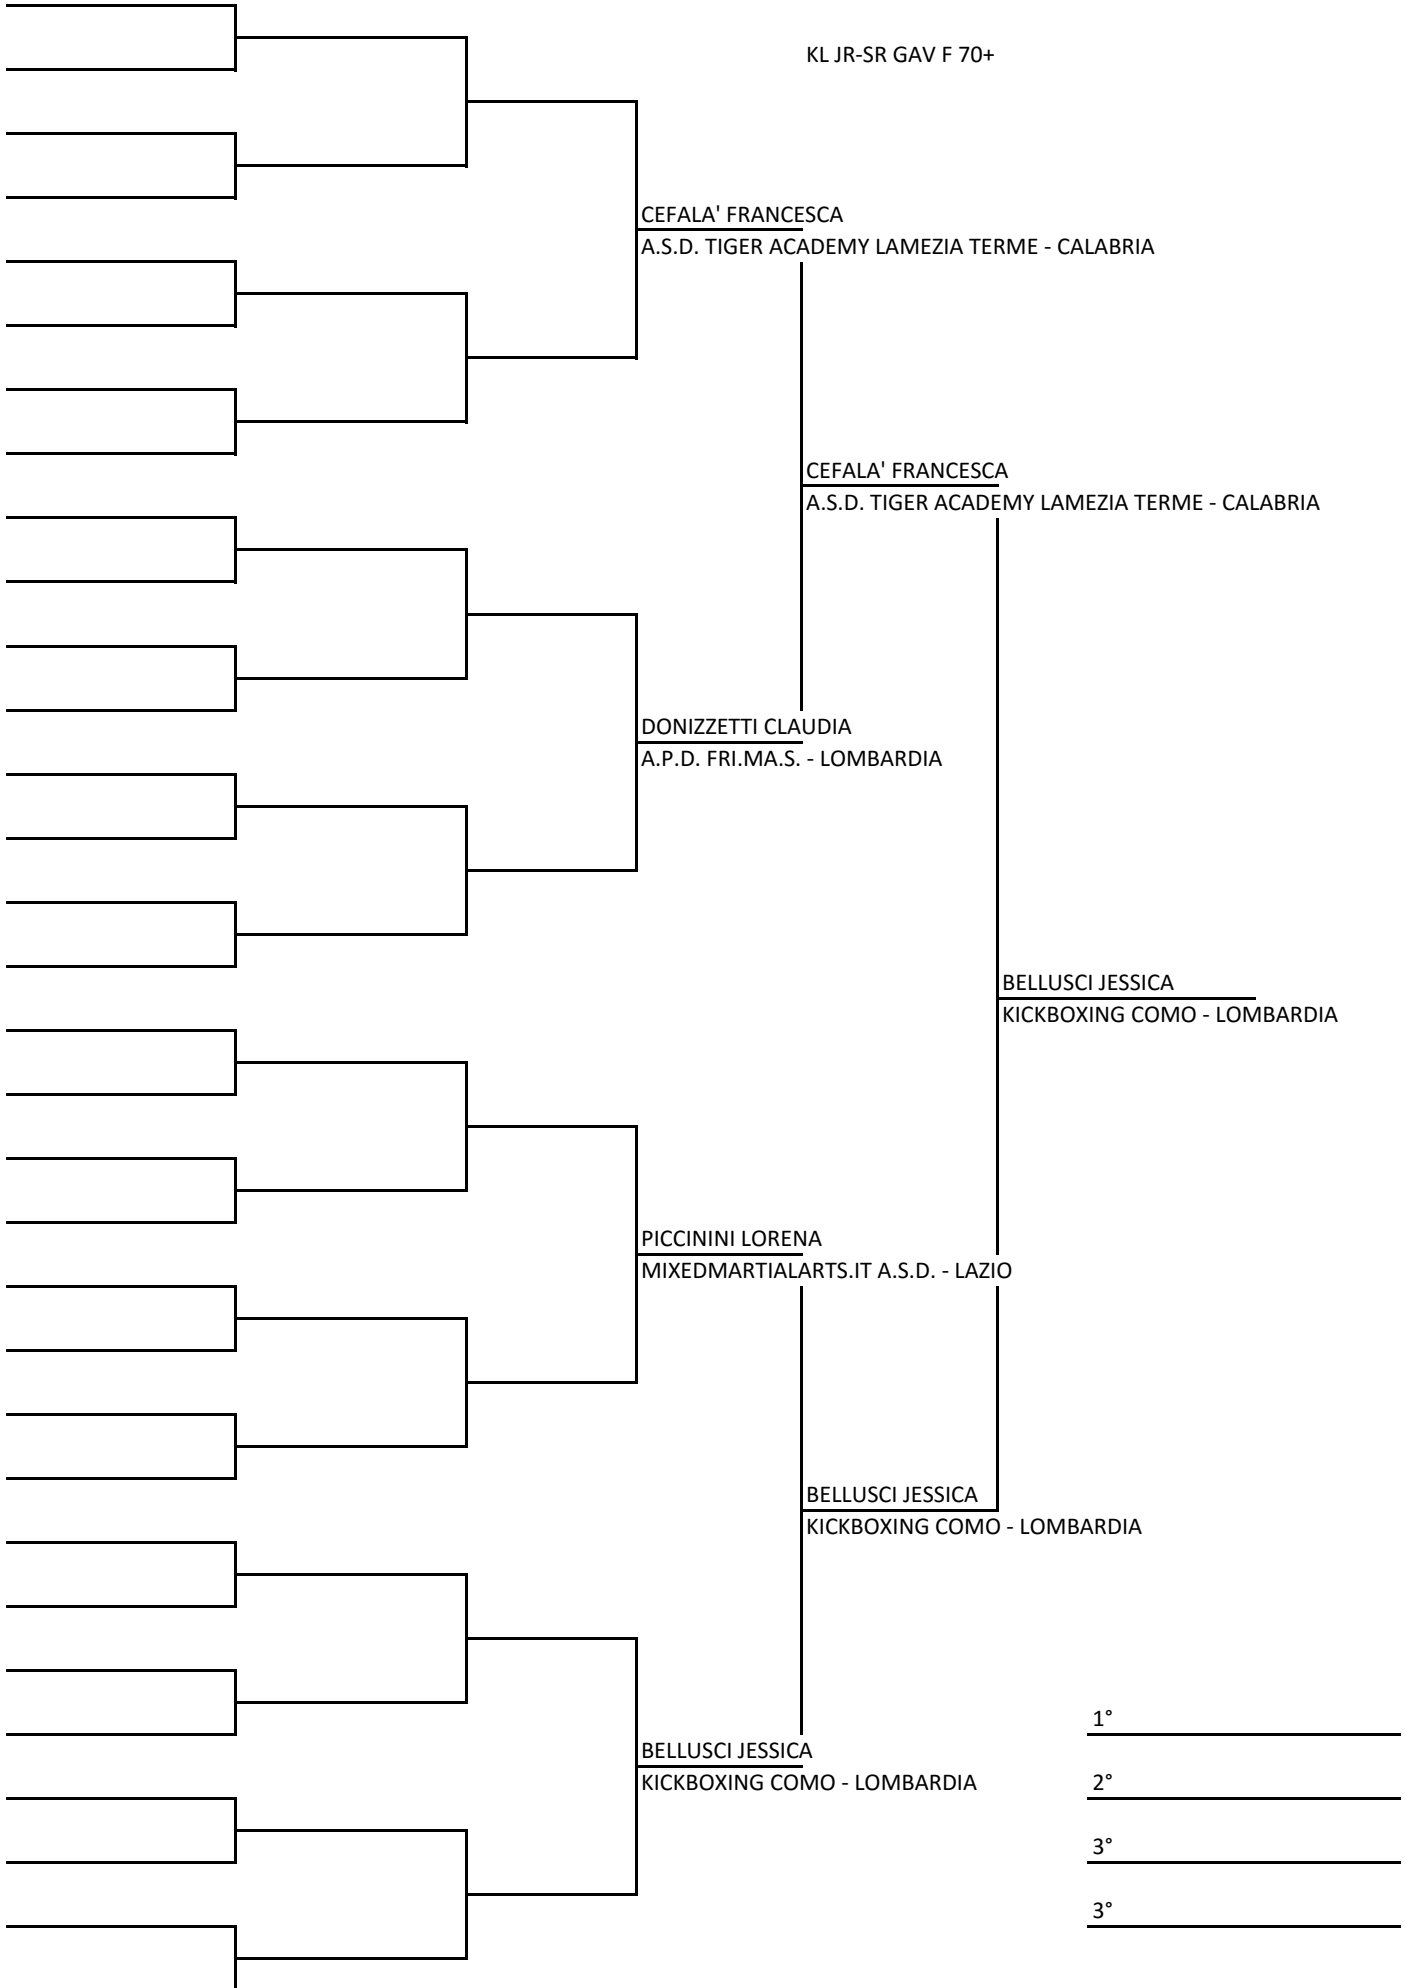 KL JR-SR GAV F 70+
CEFALA' FRANCESCA
A.S.D. TIGER ACADEMY LAMEZIA TERME - CALABRIA
CEFALA' FRANCESCA
A.S.D. TIGER ACADEMY LAMEZIA TERME - CALABRIA
DONIZZETTI CLAUDIA
A.P.D. FRI.MA.S. - LOMBARDIA
BELLUSCI JESSICA
KICKBOXING COMO - LOMBARDIA
PICCININI LORENA
MIXEDMARTIALARTS.IT A.S.D. - LAZIO
BELLUSCI JESSICA
KICKBOXING COMO - LOMBARDIA
1°
BELLUSCI JESSICA
KICKBOXING COMO - LOMBARDIA
2°
3°
3°